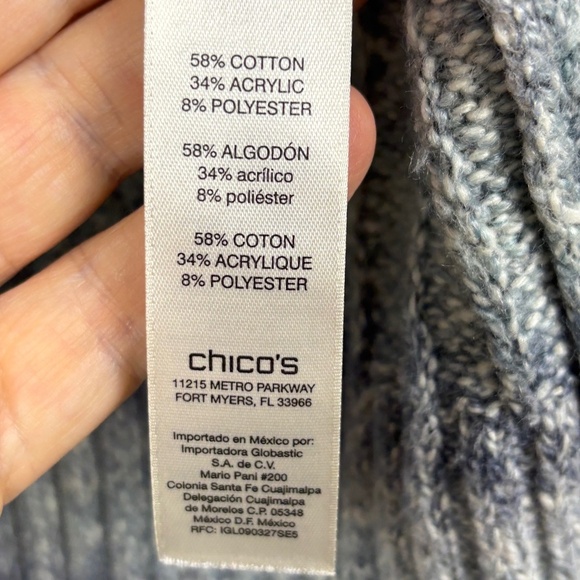 58% COTTON
34% ACRYLIC
8% POLYESTER
58% ALGODÓN
34% acrílico
8% poliéster
58% COTON
34% ACRYLIQUE
8% POLYESTER
chico's
11215 METRO PARKWAY
FORT MYERS, FL 33966
Importado en México por:
Importadora Globastic
S.A. de C.V.
Mario Pani #200
Colonia Santa Fe Cuajimalpa
Delegación Cuajimalpa
de Morelos C.P. 05348
México D.F. México
RFC: IGL090327SE5